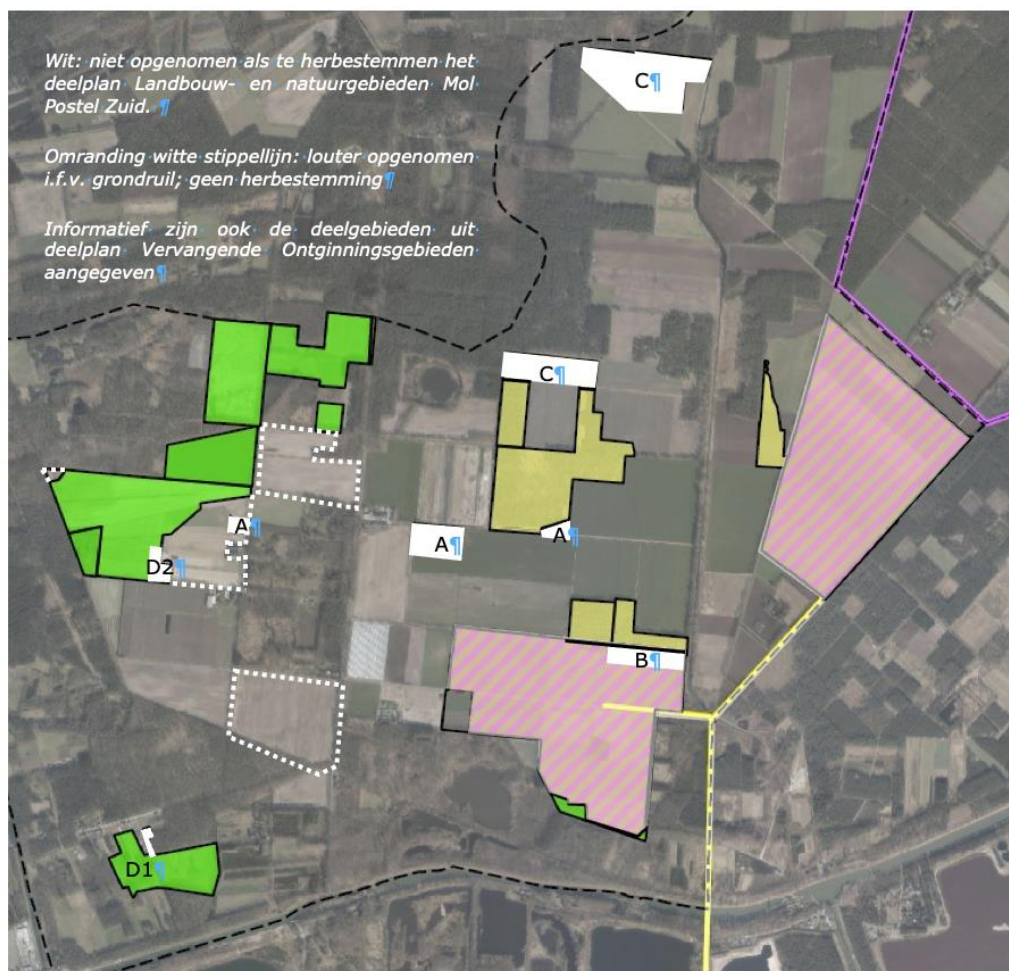 Wit: niet opgenomen als te herbestemmen het
deelplan Landbouw- en natuurgebieden Mol
Postel Zuid. ¶
Omranding witte stippellijn: louter opgenomen
i.f.v. grondruil; geen herbestemming¶
Informatief zijn ook de deelgebieden uit
deelplan Vervangende Ontginningsgebieden
aangegeven¶
C¶
C¶
A¶
A¶
A¶
D2¶
B¶
D1¶